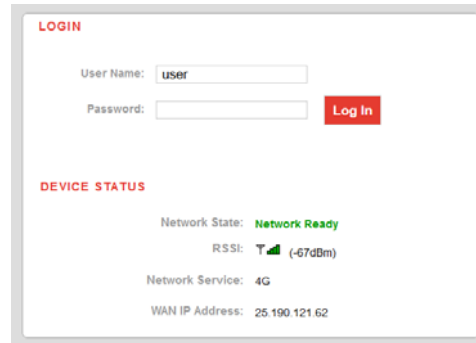 LOGIN
User Name: user
Password: Log In
DEVICE STATUS
Network State: Network Ready
RSSI: (-67dBm)
Network Service: 4G
WAN IP Address: 25.190.121.62